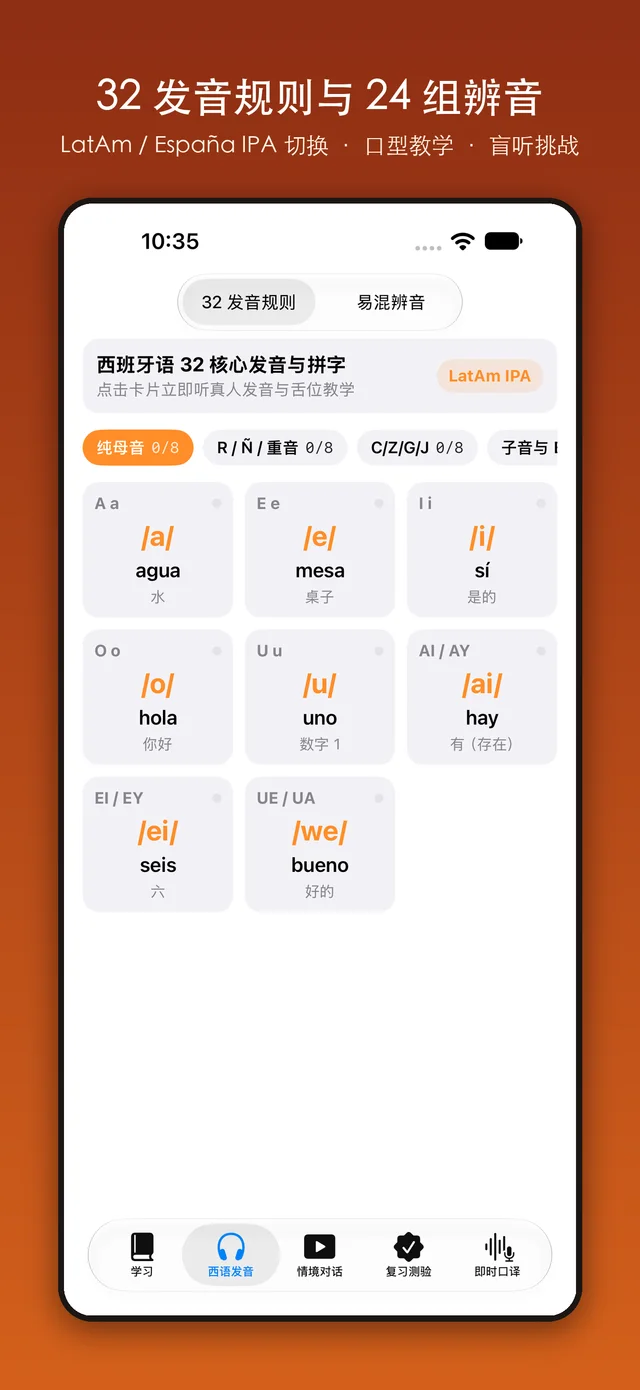 32 发音规则与 24 组辨音
LatAm / España IPA 切换 · 口型教学 · 盲听挑战
10:35
32 发音规则 易混辨音
西班牙语 32 核心发音与拼字
点击卡片立即听真人发音与舌位教学
LatAm IPA
纯母音 0/8 R / Ñ / 重音 0/8 C/Z/G/J 0/8 子音与
A a
/a/
agua
水
E e
/e/
mesa
桌子
I i
/i/
sí
是的
O o
/o/
hola
你好
U u
/u/
uno
数字 1
AI / AY
/ai/
hay
有（存在）
EI / EY
/ei/
seis
六
UE / UA
/we/
bueno
好的
学习 西语发音 情境对话 复习测验 即时口译